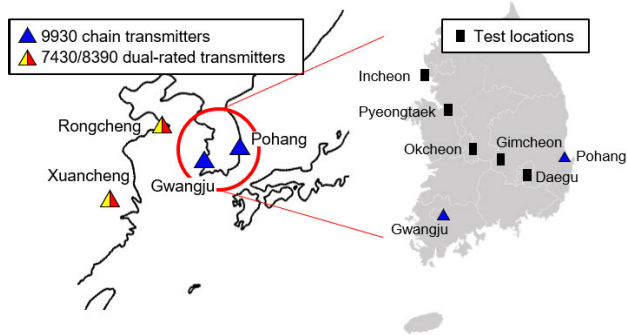 9930 chain transmitters
7430/8390 dual-rated transmitters
Test locations
Rongcheng
Xuancheng
Pohang
Gwangju
Incheon
Pyeongtaek
Okcheon
Gimcheon
Pohang
Daegu
Gwangju